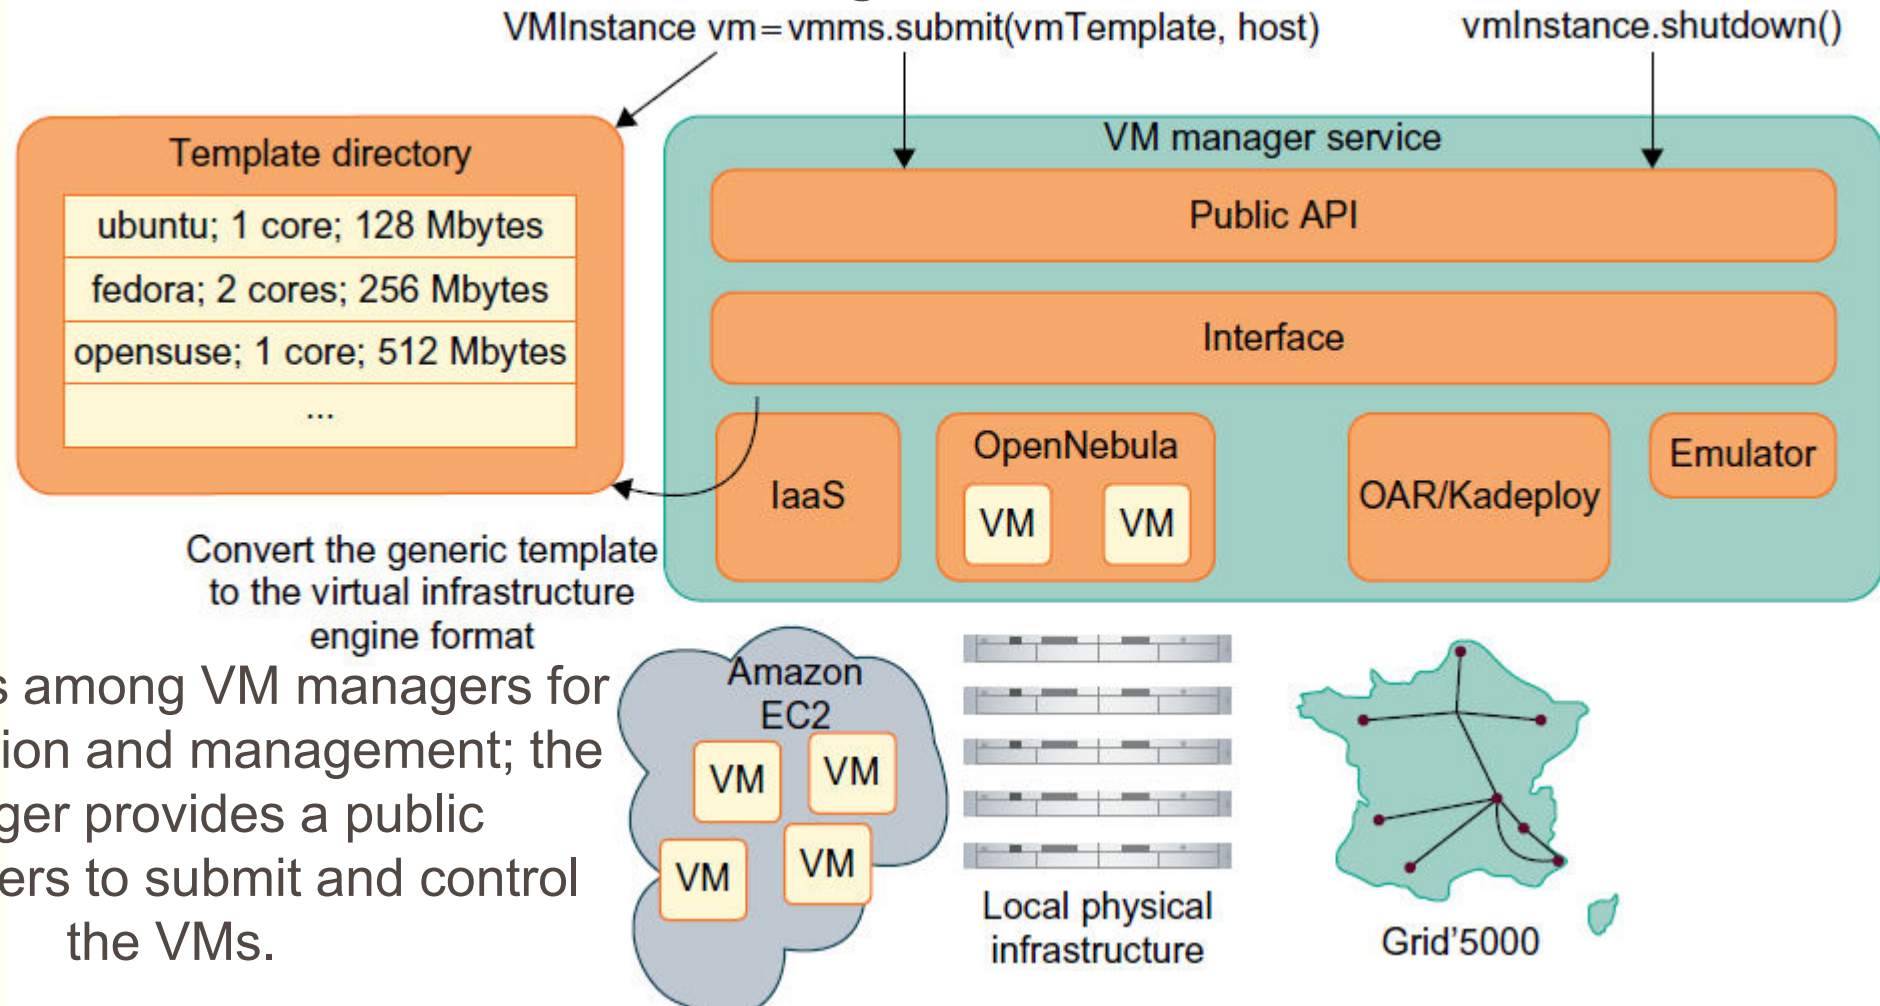 VMInstance vm=vmms.submit(vmTemplate, host)
vmInstance.shutdown()
Template directory
ubuntu; 1 core; 128 Mbytes
fedora; 2 cores; 256 Mbytes
opensuse; 1 core; 512 Mbytes
...
VM manager service
Public API
Interface
IaaS
OpenNebula
VM
VM
OAR/Kadeploy
Emulator
Convert the generic template
to the virtual infrastructure
engine format
among VM managers for
and management; the
provides a public
to submit and control
the VMs.
Amazon
EC2
VM
VM
VM
VM
Local physical
infrastructure
Grid'5000